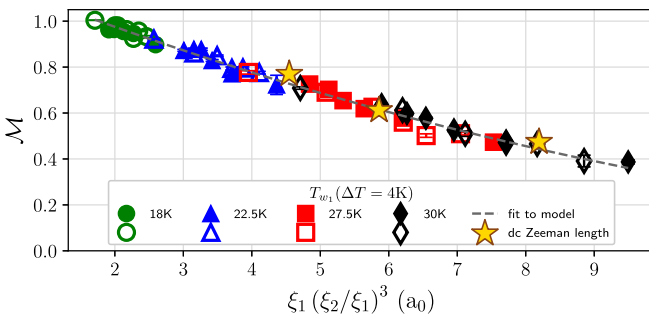 1.0
0.8
0.6
0.4
0.2
0.0
ℳ
T_{w_1}(ΔT = 4K)
18K 22.5K 27.5K 30K fit to model
dc Zeeman length
2 3 4 5 6 7 8 9
ξ₁ (ξ₂/ξ₁)³ (a₀)